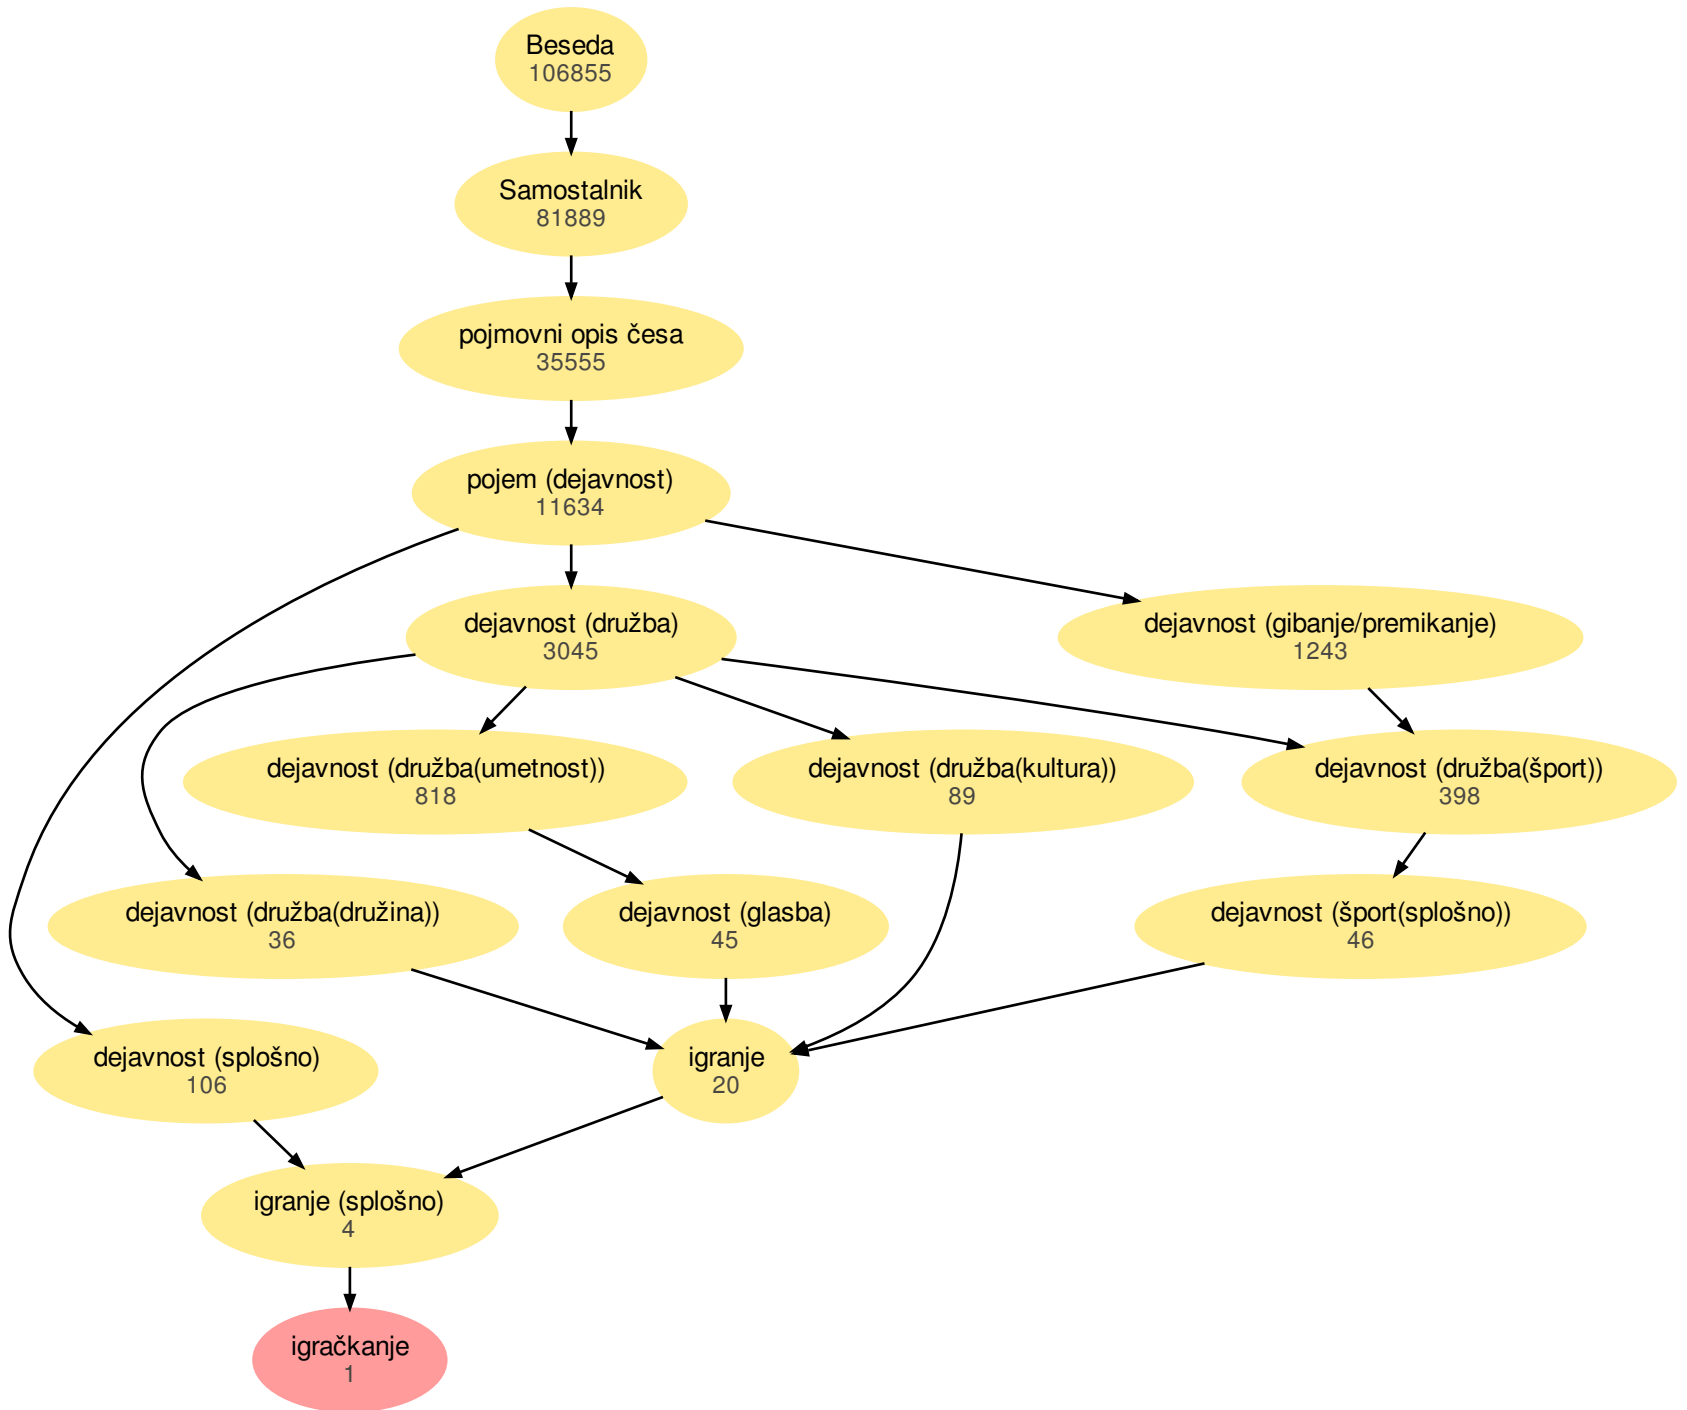 Beseda
106855
Samostalnik
81889
pojmovni opis česa
35555
pojem (dejavnost)
11634
dejavnost (družba)
3045
dejavnost (gibanje/premikanje)
1243
dejavnost (družba(umetnost))
818
dejavnost (družba(kultura))
89
dejavnost (družba(šport))
398
dejavnost (družba(družina))
36
dejavnost (glasba)
45
dejavnost (šport(splošno))
46
dejavnost (splošno)
106
igranje
20
igranje (splošno)
4
igračkanje
1